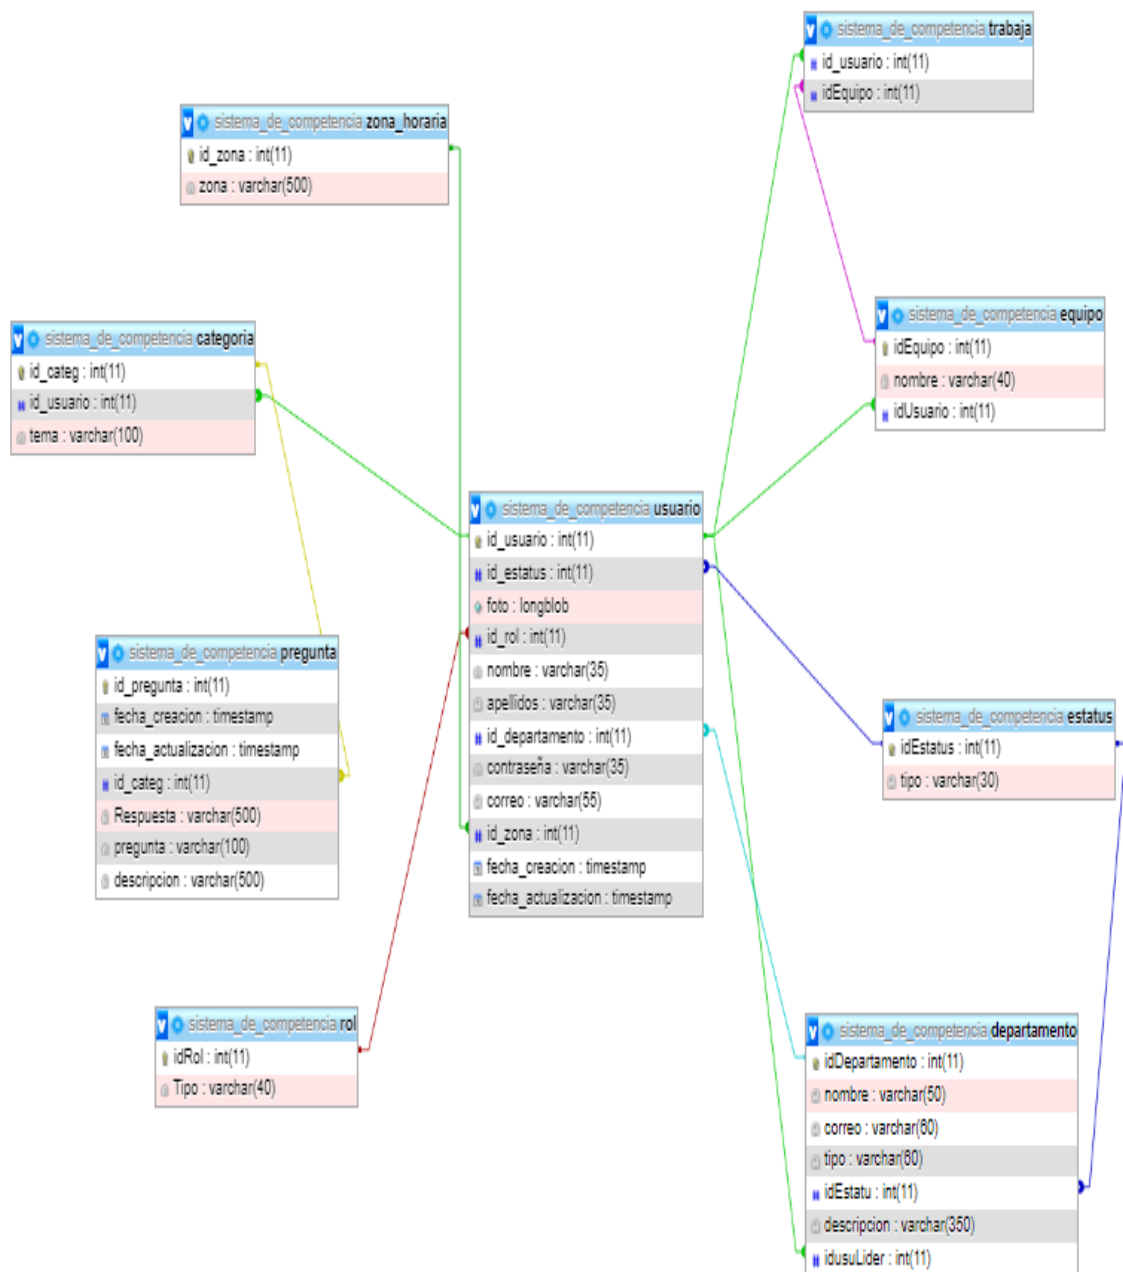 sistema_de_competencia trabaja
id_usuario : int(11)
idEquipo : int(11)
sistema_de_competencia zona_horaria
id_zona : int(11)
zona : varchar(500)
sistema_de_competencia equipo
idEquipo : int(11)
nombre : varchar(40)
idUsuario : int(11)
sistema_de_competencia categoria
id_categ : int(11)
id_usuario : int(11)
tema : varchar(100)
sistema_de_competencia usuario
id_usuario : int(11)
id_estatus : int(11)
foto : longblob
id_rol : int(11)
nombre : varchar(35)
apellidos : varchar(35)
id_departamento : int(11)
contraseña : varchar(35)
correo : varchar(55)
id_zona : int(11)
fecha_creacion : timestamp
fecha_actualizacion : timestamp
sistema_de_competencia pregunta
id_pregunta : int(11)
fecha_creacion : timestamp
fecha_actualizacion : timestamp
id_categ : int(11)
Respuesta : varchar(500)
pregunta : varchar(100)
descripcion : varchar(500)
sistema_de_competencia estatus
idEstatus : int(11)
tipo : varchar(30)
sistema_de_competencia rol
idRol : int(11)
Tipo : varchar(40)
sistema_de_competencia departamento
idDepartamento : int(11)
nombre : varchar(50)
correo : varchar(60)
tipo : varchar(60)
idEstatu : int(11)
descripcion : varchar(350)
idusuLider : int(11)